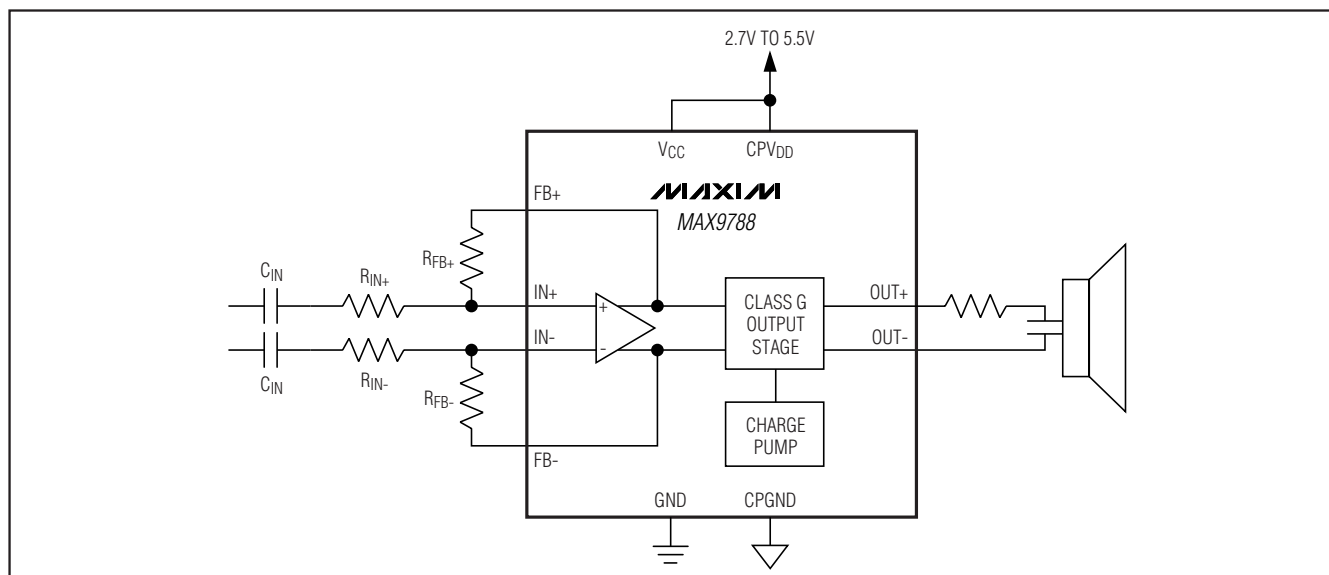 2.7V TO 5.5V
VCC
CPVDD
FB+
MAXIM
MAX9788
RFB+
CIN
RIN+
IN+
+
CLASS G
OUTPUT
STAGE
OUT+
IN-
-
OUT-
CIN
RIN-
RFB-
CHARGE
PUMP
FB-
GND
CPGND